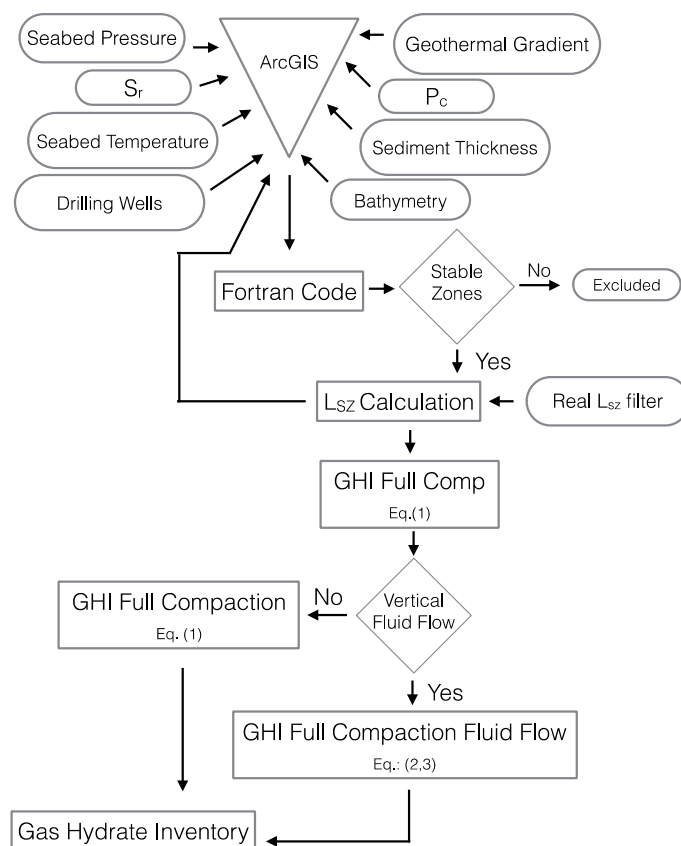 Seabed Pressure
ArcGIS
Geothermal Gradient
Sr
Pc
Seabed Temperature
Sediment Thickness
Drilling Wells
Bathymetry
Fortran Code
Stable
Zones
No
Excluded
Yes
LSZ Calculation
Real Lsz filter
GHI Full Comp
Eq.(1)
GHI Full Compaction
Eq. (1)
No
Vertical
Fluid Flow
Yes
GHI Full Compaction Fluid Flow
Eq.: (2,3)
Gas Hydrate Inventory